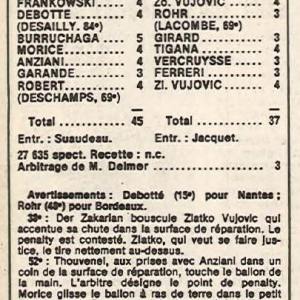 FRANKOWSKI 4 Zo. VUJOVIC 4
DEBOTTE 4 ROHR 3
(DESAILLY. 84e) (LACOMBE, 69e)
BURRUCHAGA 5 GIRARD 3
MORICE 4 TIGANA 4
ANZIANI 4 VERCRUYSSE 4
GARANDE 3 FERRERI 4
ROBERT 4 ZI. VUJOVIC 4
(DESCHAMPS, 69e)
Total 45 Total 37
Entr. : Suaudeau. Entr. : Jacquet.
27 635 spect. Recette : n.c.
Arbitrage de M. Delmer 3
Avertissements : Debotté (15e) pour Nantes ;
Rohr (48e) pour Bordeaux.
33e : Der Zakarian bouscule Zlatko Vujovic qui
accentue sa chute dans la surface de réparation. Le
penalty est contesté. Zlatko, qui veut se faire jus-
tice, le tire nettement au-dessus.
52e : Thouvenel, aux prises avec Anziani dans un
coin de la surface de réparation, touche le ballon de
la main. L'arbitre désigne le point de penalty.
Morice glisse le ballon à ras de terre dans le petit